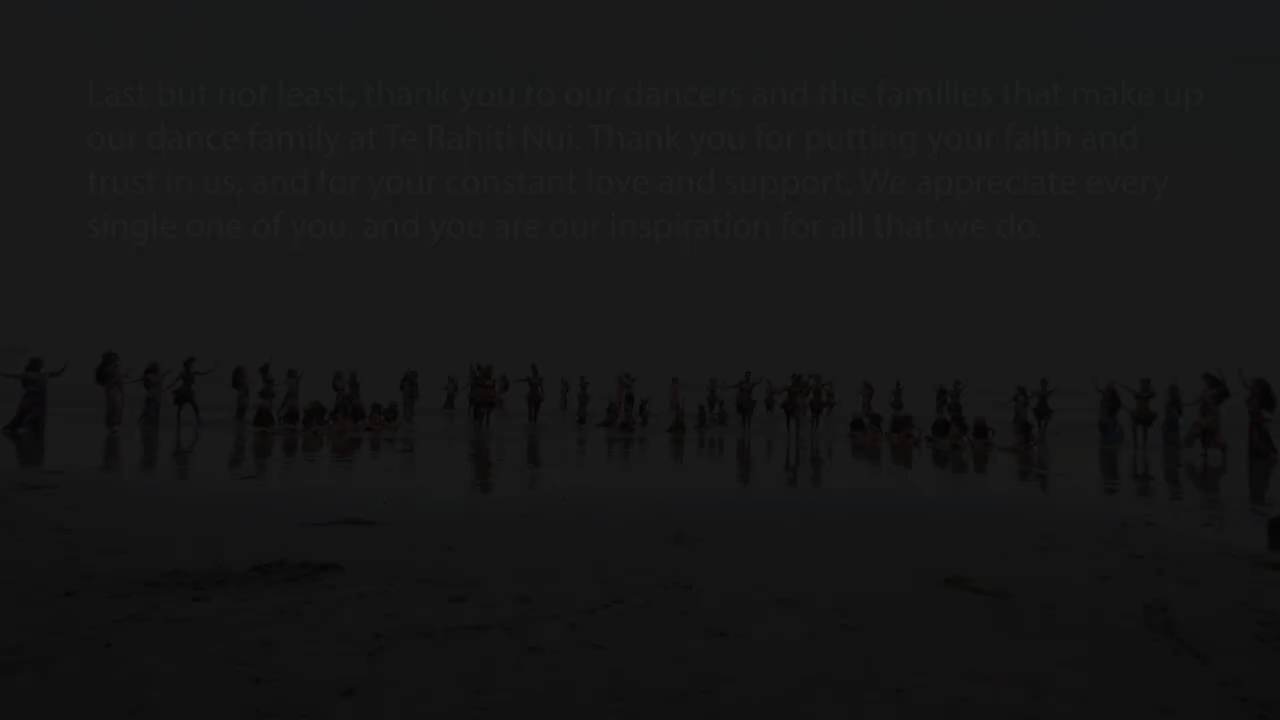 Last but not least, thank you to our dancers and the families that make up
our dance family at Te Rahiti Nui. Thank you for putting your faith and
trust in us, and for your constant love and support. We appreciate every
single one of you, and you are our inspiration for all that we do.